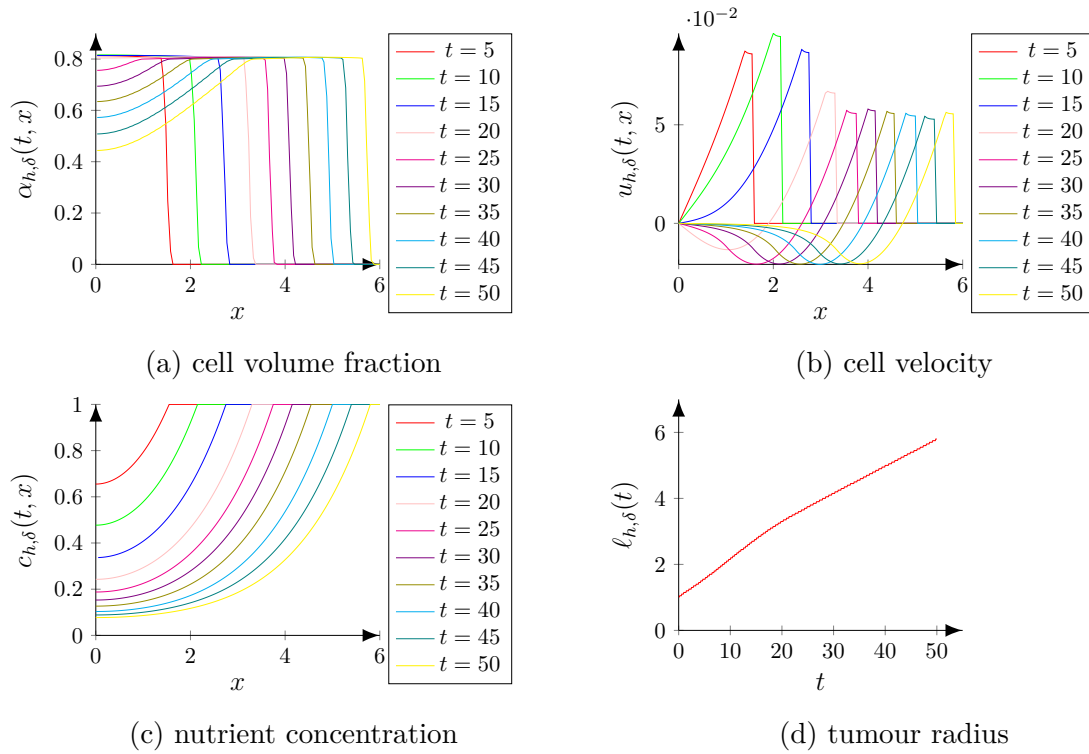 0 2 4 6
0
0.2
0.4
0.6
0.8
x
α_{h,δ}(t, x)
t = 5
t = 10
t = 15
t = 20
t = 25
t = 30
t = 35
t = 40
t = 45
t = 50
(a) cell volume fraction
·10^{−2}
0 2 4 6
0
5
x
u_{h,δ}(t, x)
t = 5
t = 10
t = 15
t = 20
t = 25
t = 30
t = 35
t = 40
t = 45
t = 50
(b) cell velocity
0 2 4 6
0
0.2
0.4
0.6
0.8
1
x
c_{h,δ}(t, x)
t = 5
t = 10
t = 15
t = 20
t = 25
t = 30
t = 35
t = 40
t = 45
t = 50
(c) nutrient concentration
0 10 20 30 40 50
0
2
4
6
t
ℓ_{h,δ}(t)
(d) tumour radius